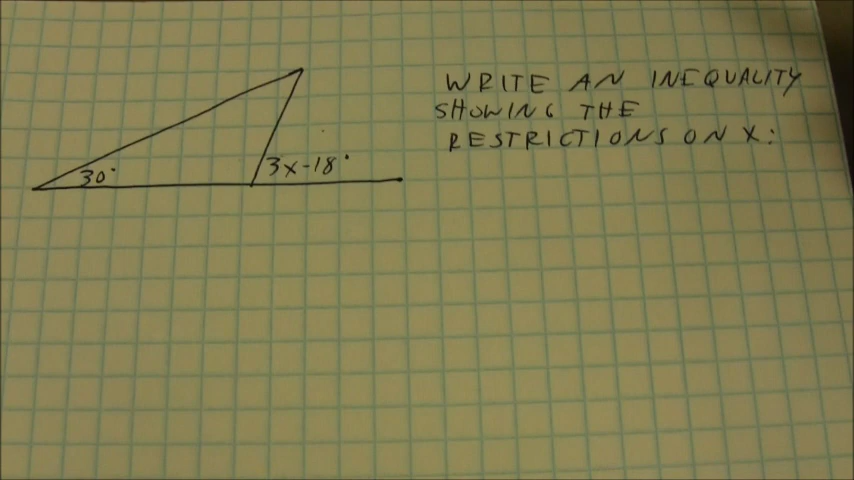 WRITE AN INEQUALITY
SHOWING THE
RESTRICTIONS ON X:
30° 3x-18°